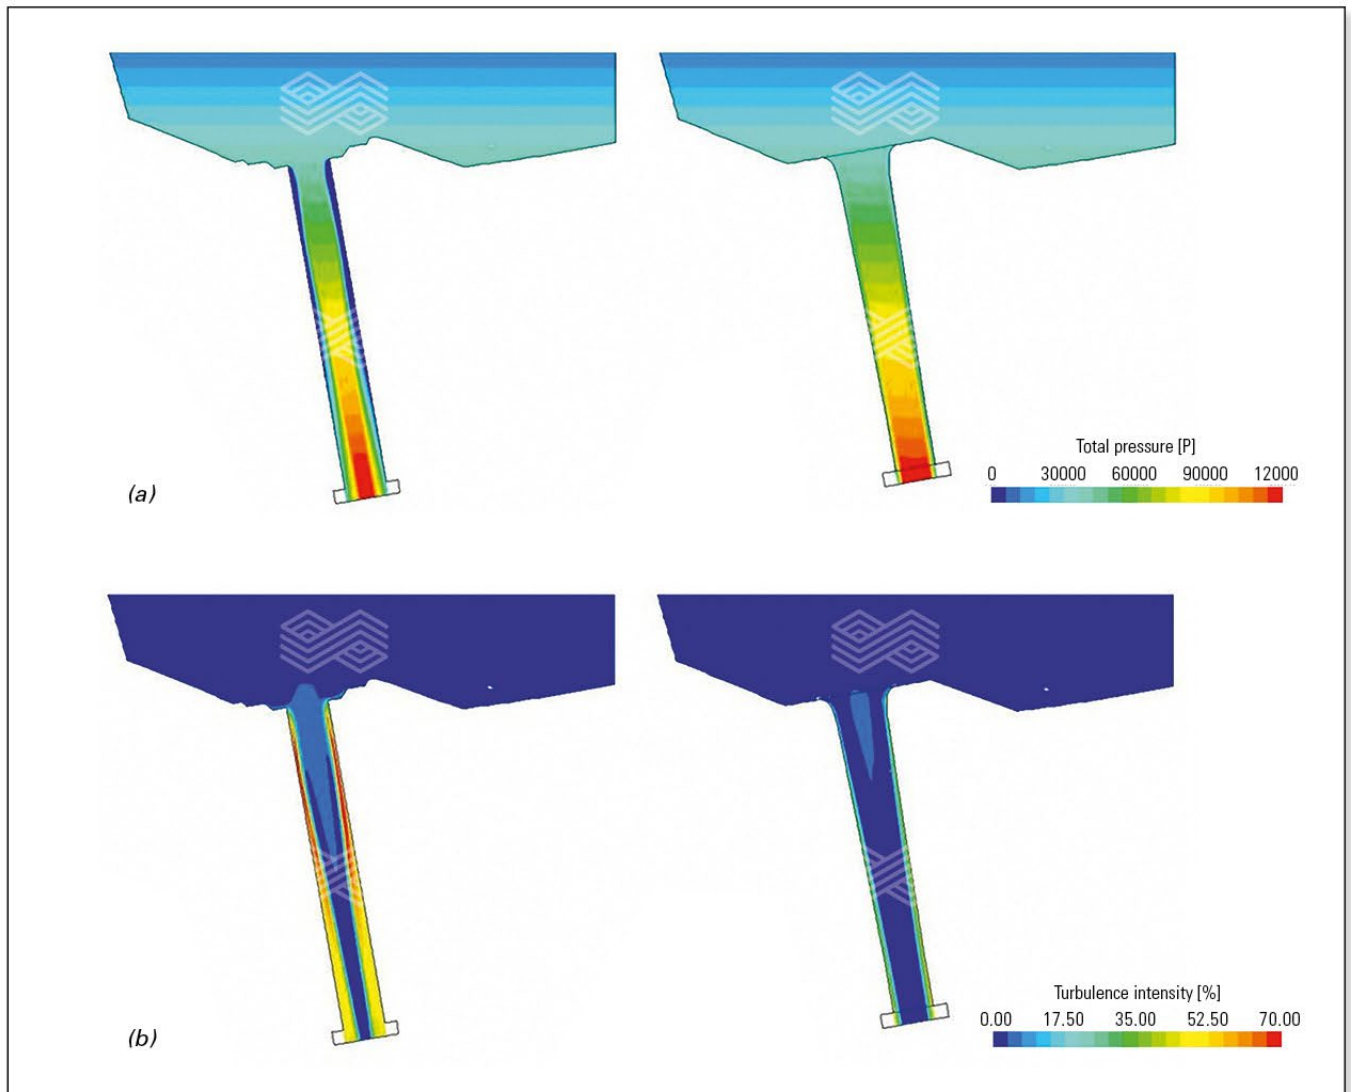 Total pressure [P]
0 30000 60000 90000 12000
(a)
Turbulence intensity [%]
0.00 17.50 35.00 52.50 70.00
(b)